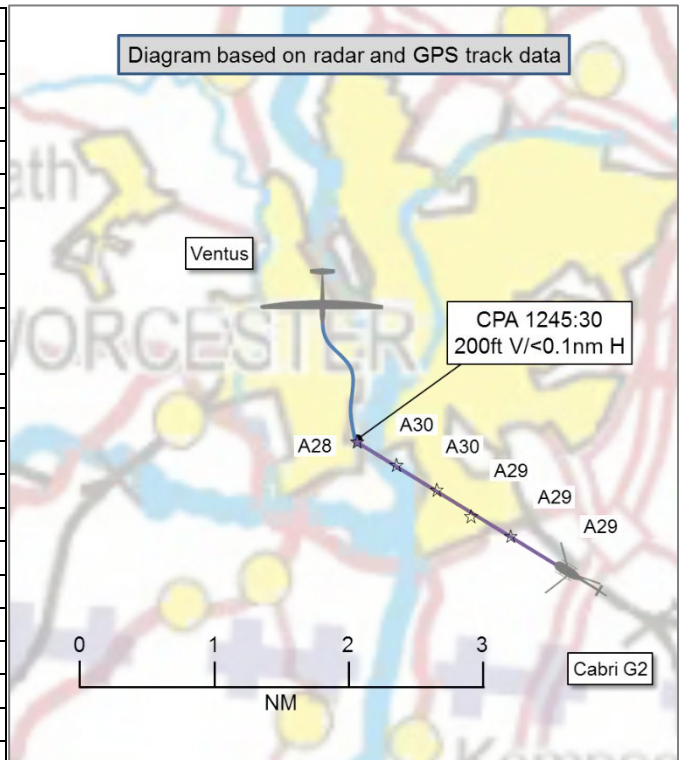 Diagram based on radar and GPS track data
ath
Ventus
WORCESTER
CPA 1245:30
200ft V/<0.1nm H
A28
A30
A30
A29
A29
A29
0 1 2 3
NM
Cabri G2